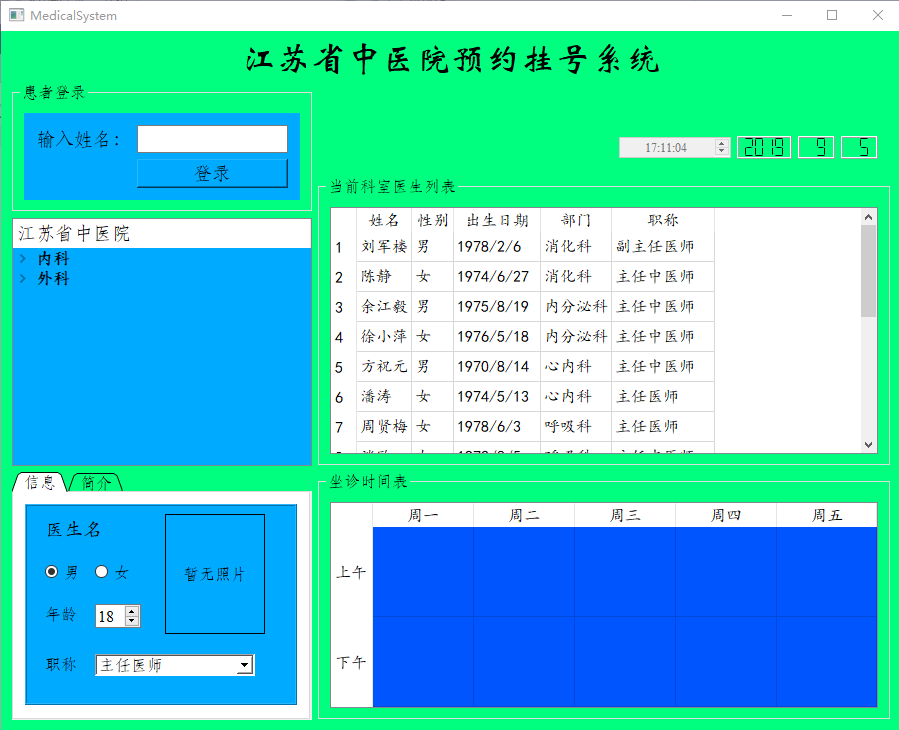 MedicalSystem
江苏省中医院预约挂号系统
患者登录
输入姓名：
登录
17:11:04 2019 9 5
江苏省中医院
内科
外科
当前科室医生列表
姓名 性别 出生日期 部门 职称
1 刘军楼 男 1978/2/6 消化科 副主任医师
2 陈静 女 1974/6/27 消化科 主任中医师
3 余江毅 男 1975/8/19 内分泌科 主任中医师
4 徐小萍 女 1976/5/18 内分泌科 主任中医师
5 方祝元 男 1970/8/14 心内科 主任中医师
6 潘涛 女 1974/5/13 心内科 主任医师
7 周贤梅 女 1978/6/3 呼吸科 主任医师
信息 简介
医生名
男 女
暂无照片
年龄 18
职称 主任医师
坐诊时间表
周一 周二 周三 周四 周五
上午
下午